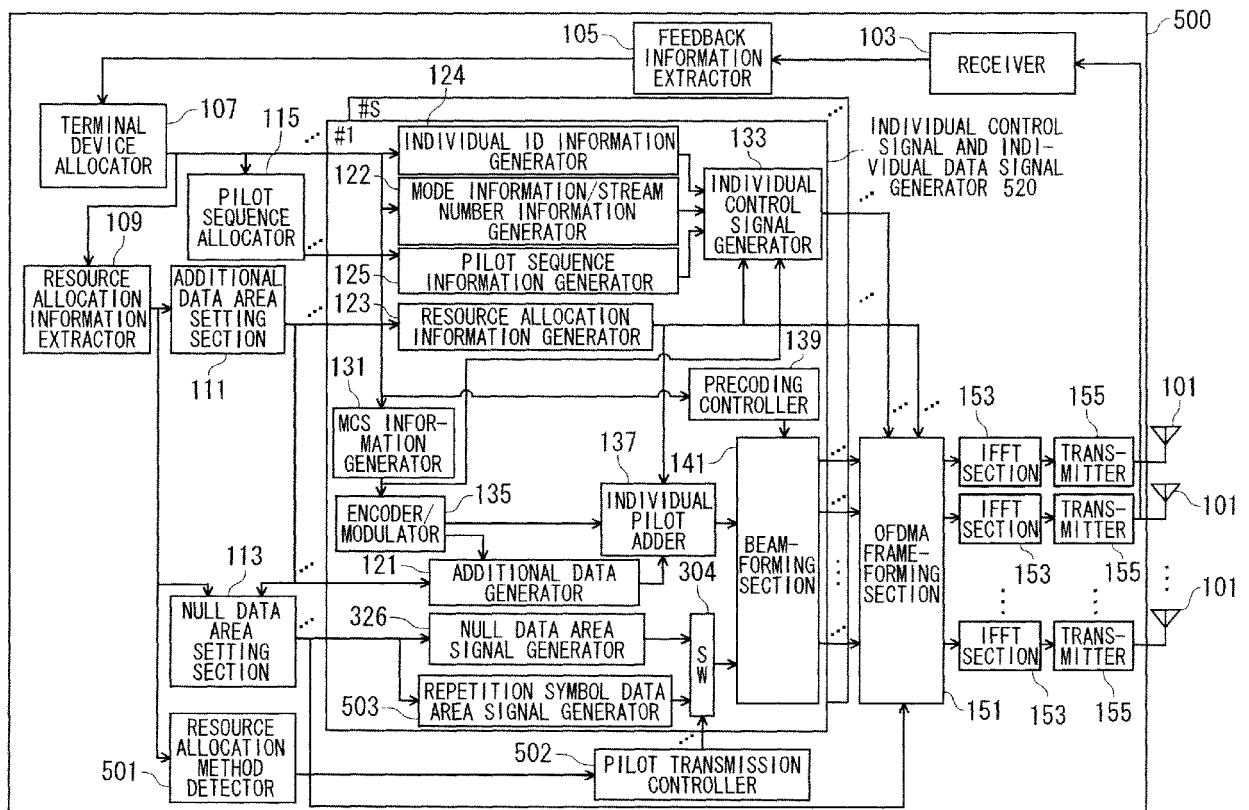 500
105
FEEDBACK
INFORMATION
EXTRACTOR
103
RECEIVER
124
#S
#1
107
TERMINAL
DEVICE
ALLOCATOR
115
PILOT
SEQUENCE
ALLOCATOR
INDIVIDUAL ID INFORMATION
GENERATOR
122
MODE INFORMATION/STREAM
NUMBER INFORMATION
GENERATOR
125
PILOT SEQUENCE
INFORMATION GENERATOR
133
INDIVIDUAL
CONTROL
SIGNAL
GENERATOR
INDIVIDUAL CONTROL
SIGNAL AND INDI-
VIDUAL DATA SIGNAL
GENERATOR 520
109
RESOURCE
ALLOCATION
INFORMATION
EXTRACTOR
ADDITIONAL
DATA AREA
SETTING
SECTION
111
123
RESOURCE ALLOCATION
INFORMATION GENERATOR
139
PRECODING
CONTROLLER
131
MCS INFOR-
MATION
GENERATOR
135
ENCODER/
MODULATOR
137
INDIVIDUAL
PILOT
ADDER
141
BEAM-
FORMING
SECTION
OFDMA
FRAME-
FORMING
SECTION
151
153
IFFT
SECTION
155
TRANS-
MITTER
101
IFFT
SECTION
153
TRANS-
MITTER
155
101
IFFT
SECTION
153
TRANS-
MITTER
155
101
121
ADDITIONAL DATA
GENERATOR
113
NULL DATA
AREA
SETTING
SECTION
326
NULL DATA AREA
SIGNAL GENERATOR
304
SW
503
REPETITION SYMBOL DATA
AREA SIGNAL GENERATOR
501
RESOURCE
ALLOCATION
METHOD
DETECTOR
502
PILOT TRANSMISSION
CONTROLLER